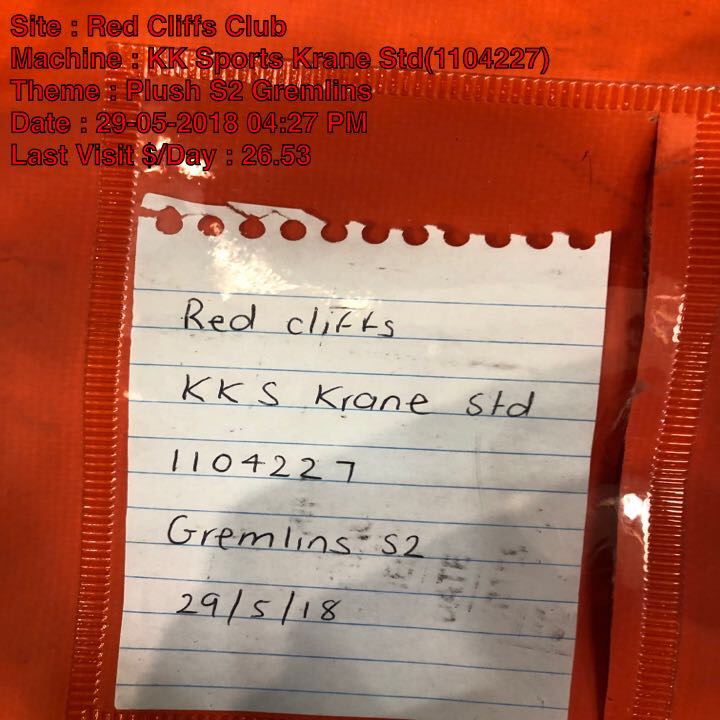 Site : Red Cliffs Club
Machine : KK Sports Krane Std(1104227)
Theme : Plush S2 Gremlins
Date : 29-05-2018 04:27 PM
Last Visit $/Day : 26.53
Red cliffs
KKS Krane Std
1104227
Gremlins S2
29/5/18